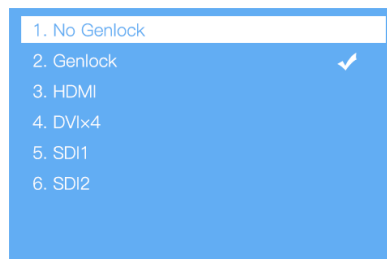 1. No Genlock
2. Genlock
3. HDMI
4. DVI×4
5. SDI1
6. SDI2